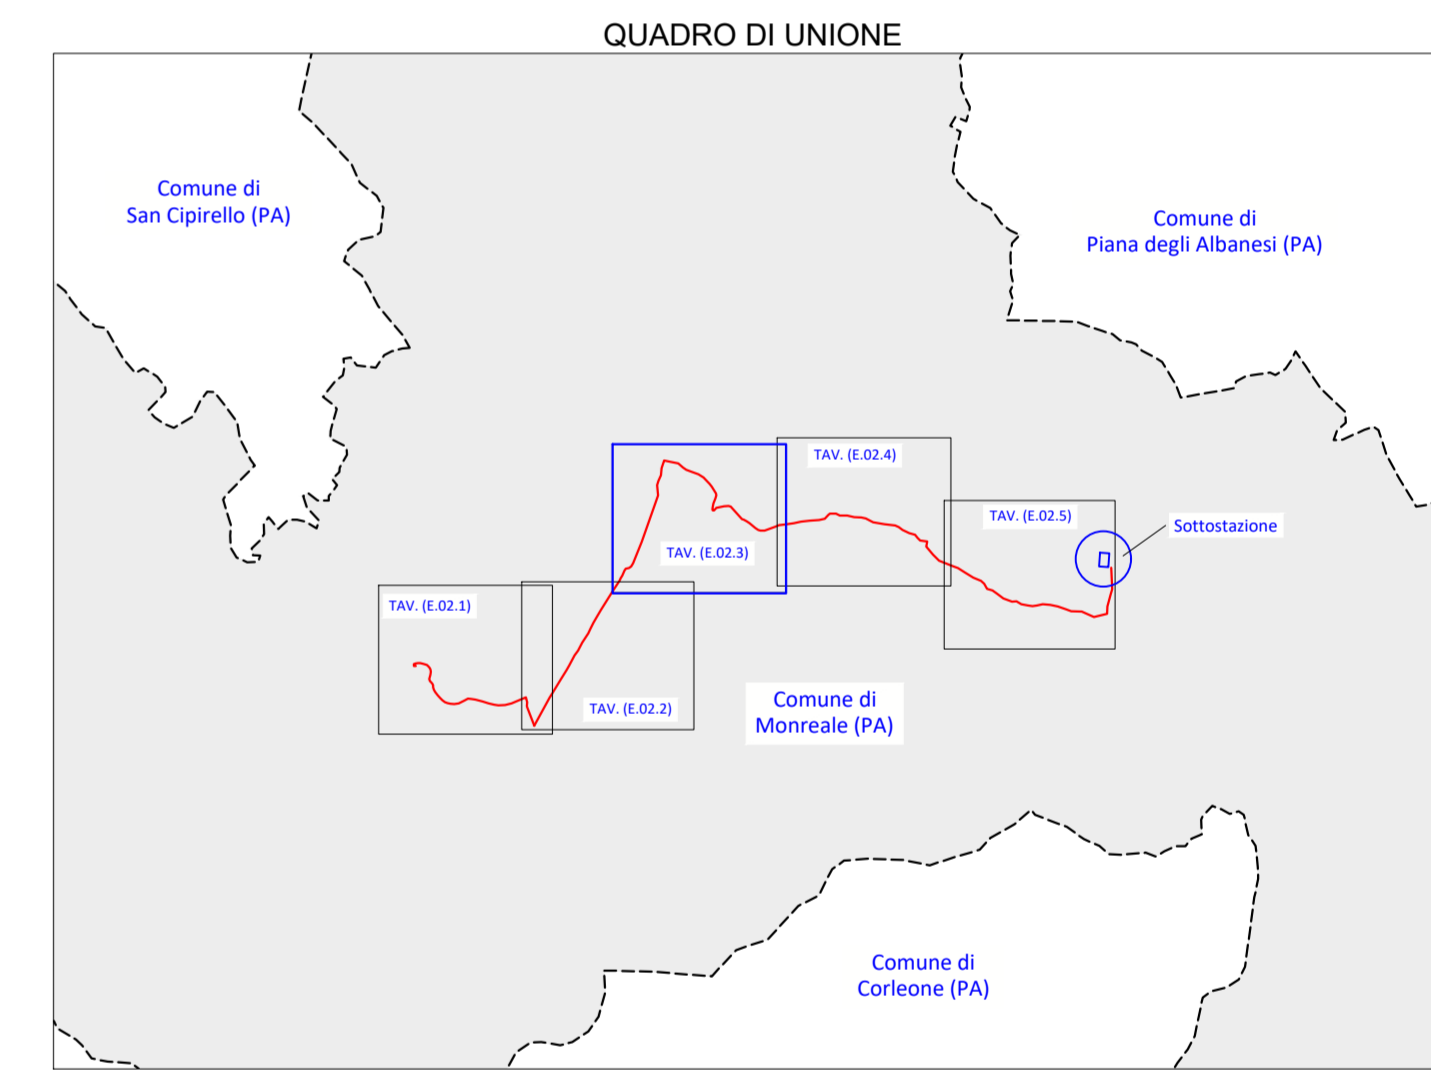 QUADRO DI UNIONE
Comune di
San Cipirello (PA)
Comune di
Piana degli Albanesi (PA)
TAV. (E.02.4)
TAV. (E.02.5)
Sottostazione
TAV. (E.02.3)
TAV. (E.02.1)
TAV. (E.02.2)
Comune di
Monreale (PA)
Comune di
Corleone (PA)